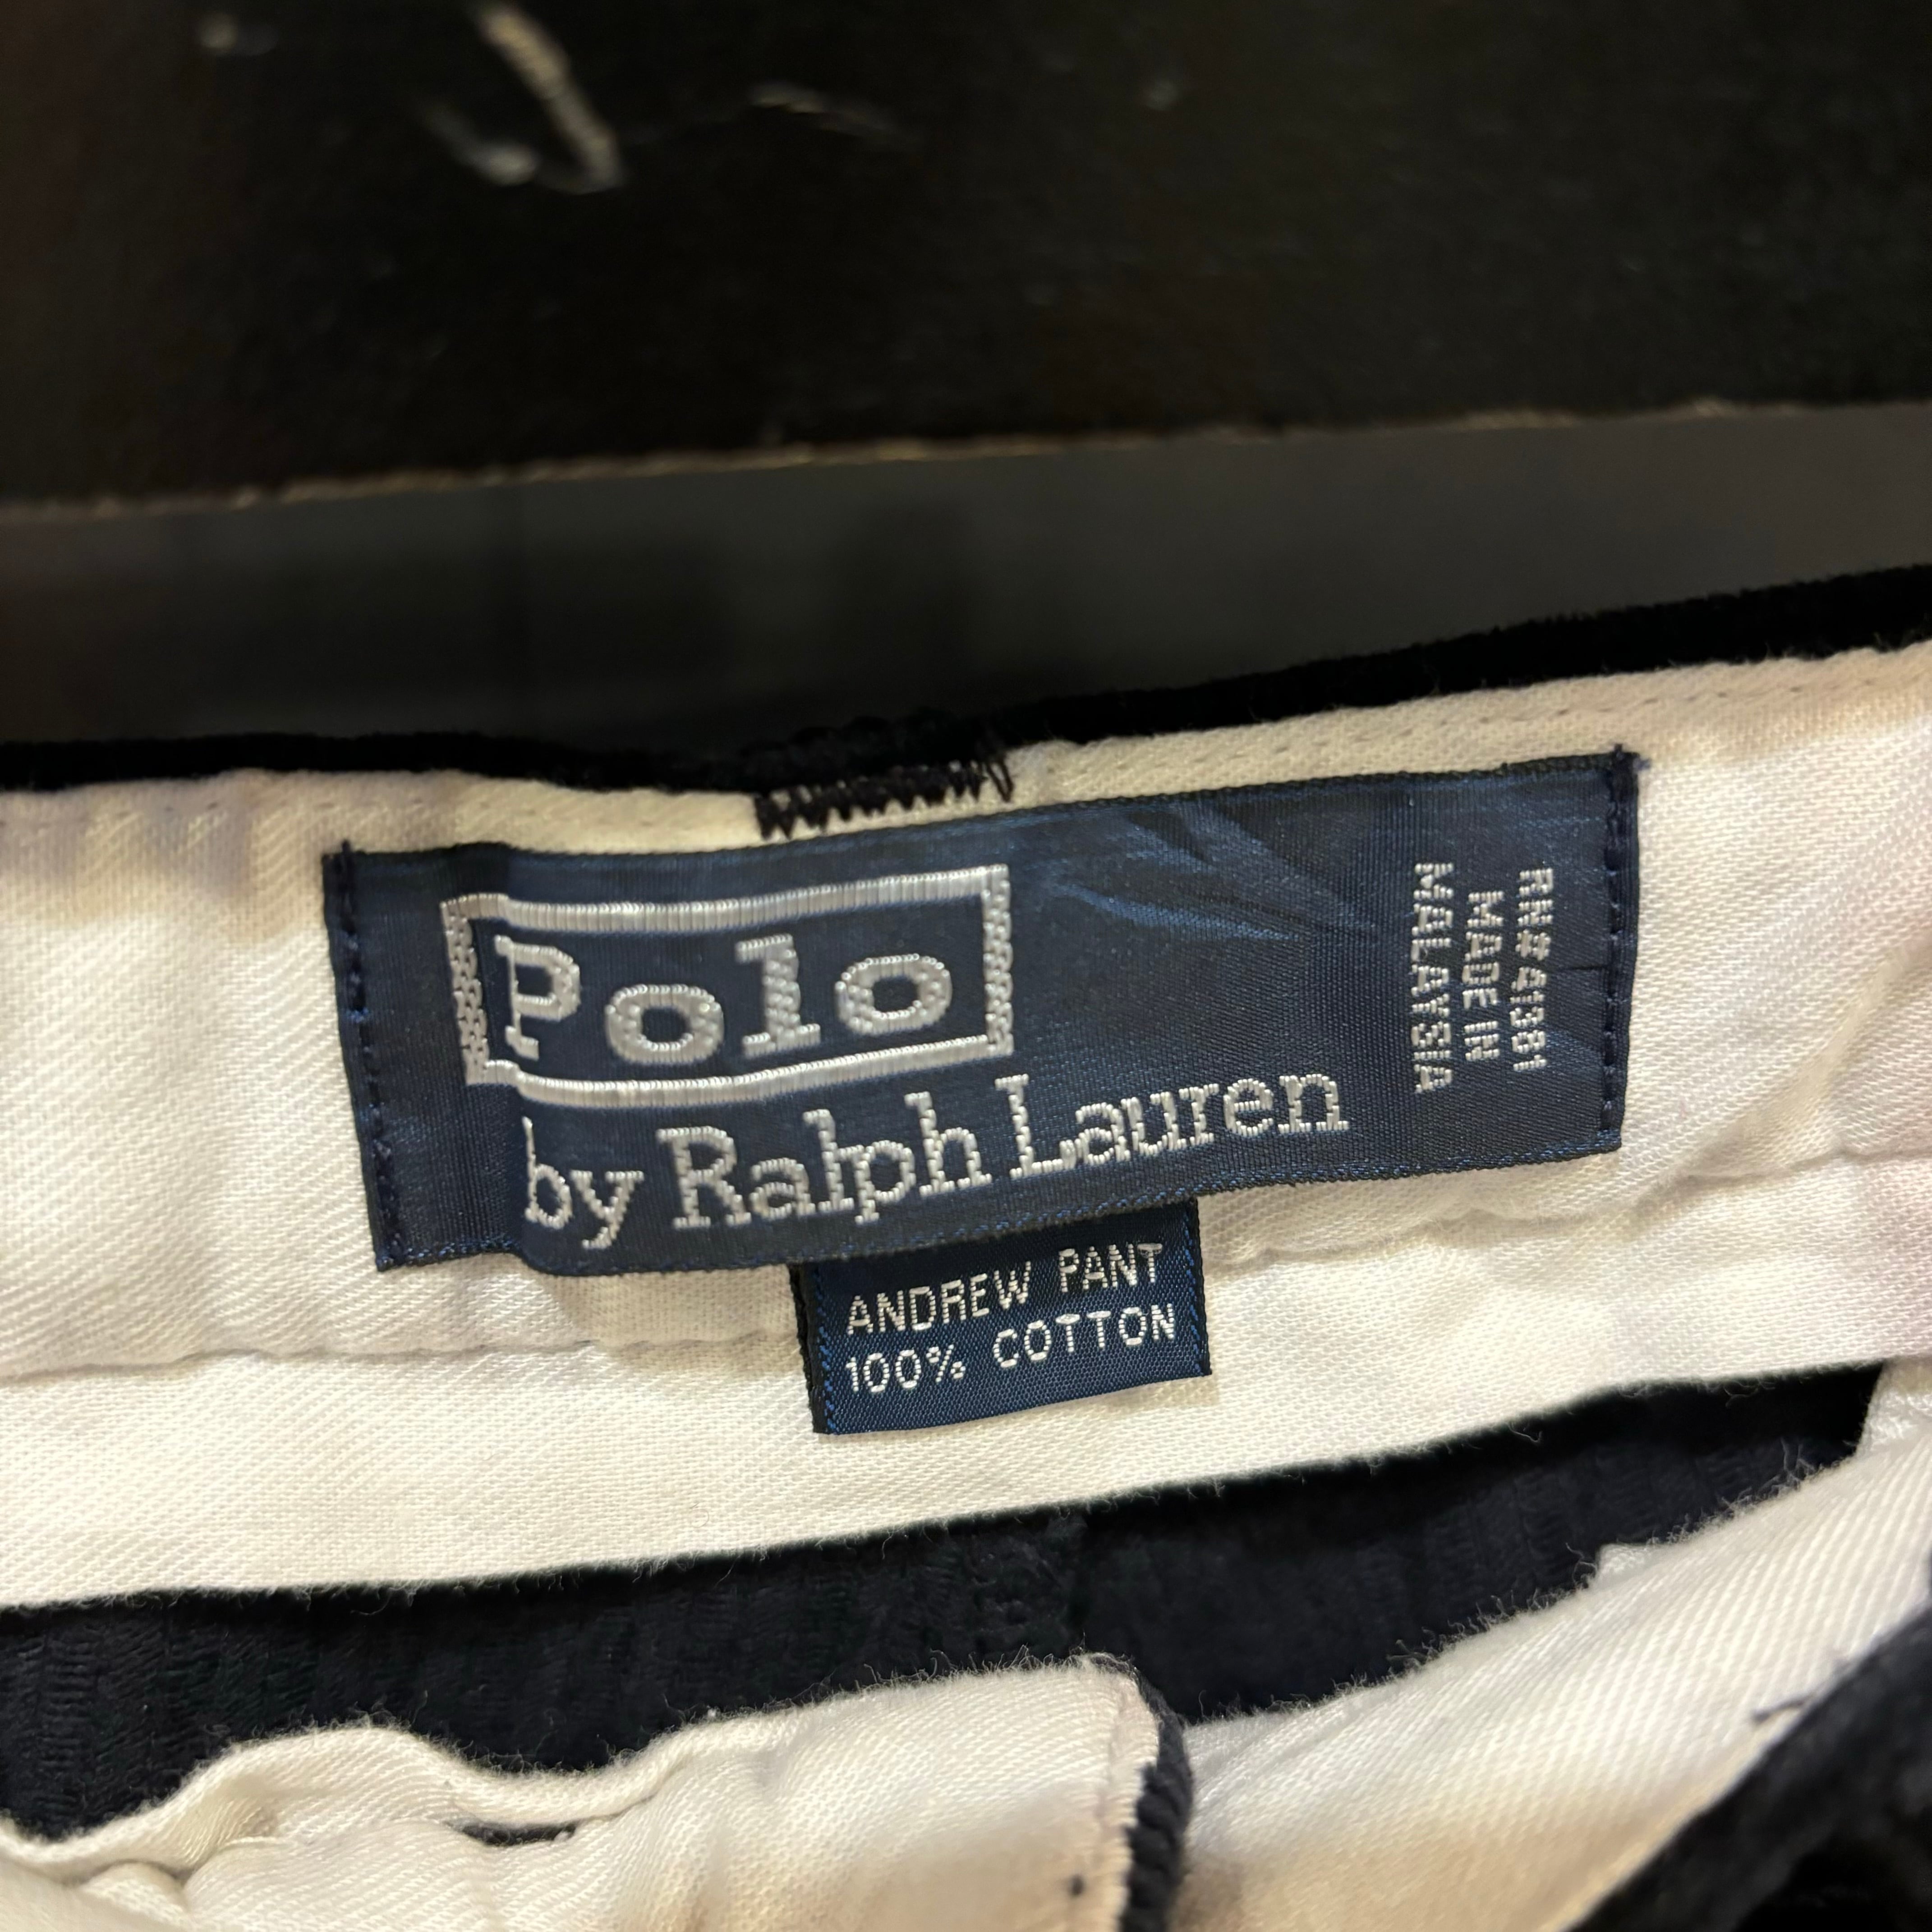 Polo
by Ralph Lauren
RN#41381
MADE IN
MALAYSIA
ANDREW PANT
100% COTTON